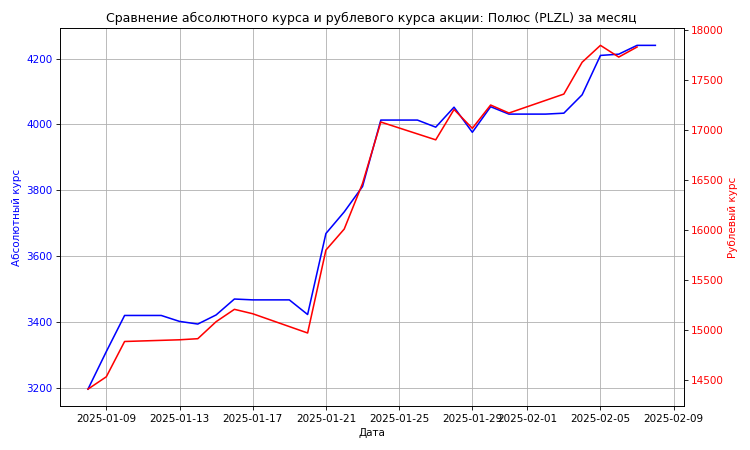 Сравнение абсолютного курса и рублевого курса акции: Полюс (PLZL) за месяц
Абсолютный курс
4200
4000
3800
3600
3400
3200
18000
17500
17000
16500
16000
15500
15000
14500
Рублевый курс
2025-01-09 2025-01-13 2025-01-17 2025-01-21 2025-01-25 2025-01-29 2025-02-01 2025-02-05 2025-02-09
Дата